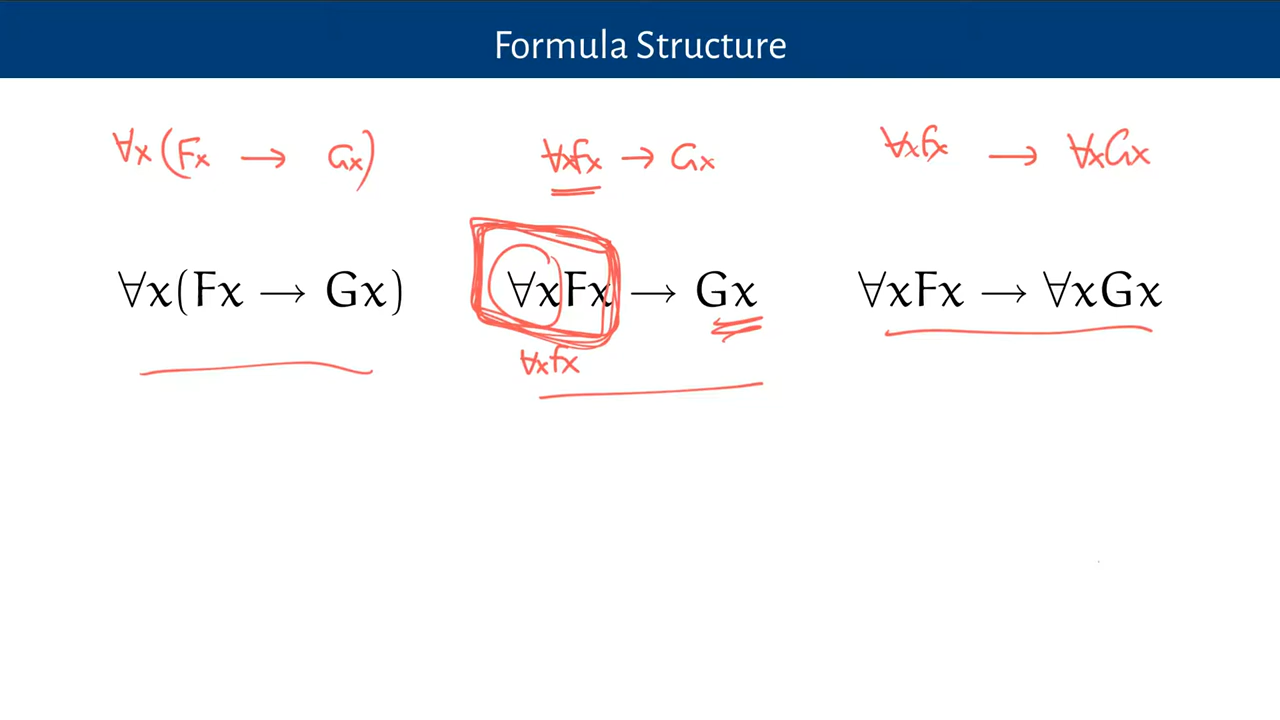 Formula Structure
∀x(Fx → Gx) ∀xFx → Gx ∀xFx → ∀xGx
∀x(Fx → Gx) ∀xFx → Gx ∀xFx → ∀xGx
∀xFx